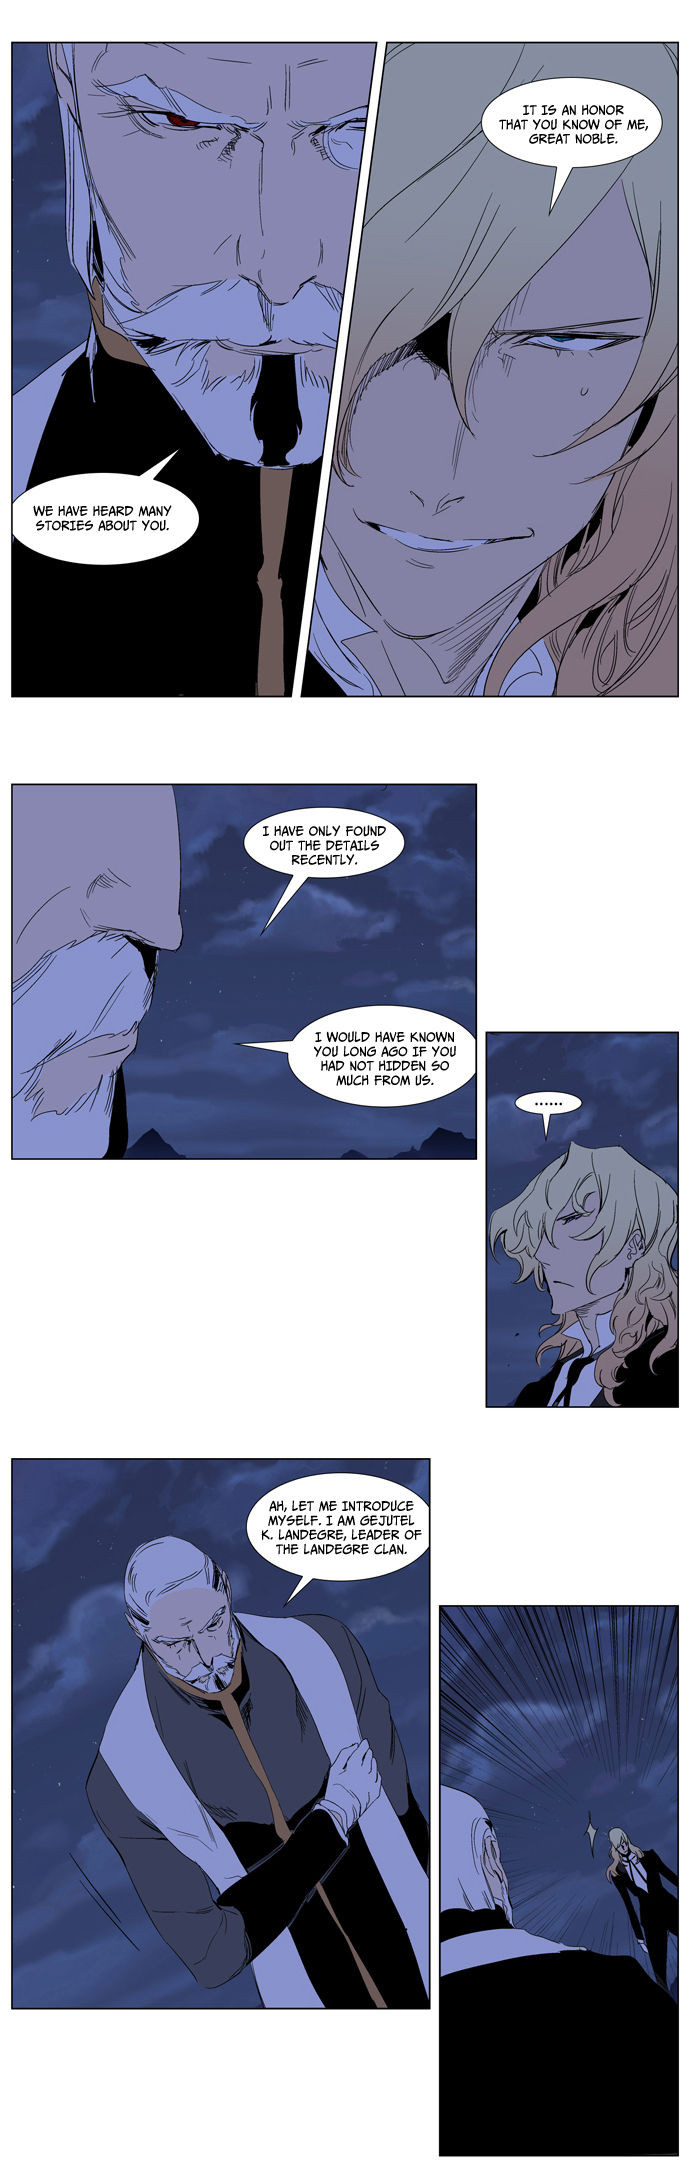 WE HAVE HEARD MANY
STORIES ABOUT YOU.
IT IS AN HONOR
THAT YOU KNOW OF ME,
GREAT NOBLE.
I HAVE ONLY FOUND
OUT THE DETAILS
RECENTLY.
I WOULD HAVE KNOWN
YOU LONG AGO IF YOU
HAD NOT HIDDEN SO
MUCH FROM US.
......
AH, LET ME INTRODUCE
MYSELF. I AM GEJUTEL
K. LANDEGRE, LEADER OF
THE LANDEGRE CLAN.